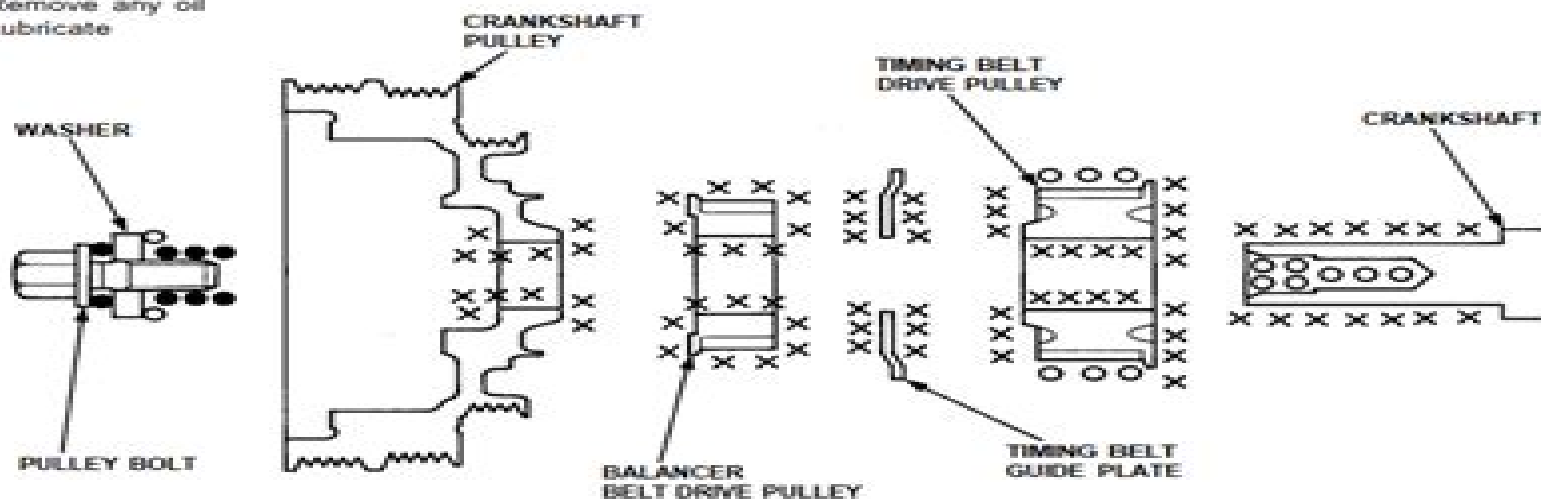 Remove any oil
ubricate
CRANKSHAFT
PULLEY
TIMING BELT
DRIVE PULLEY
WASHER
CRANKSHAFT
PULLEY BOLT
BALANCER
BELT DRIVE PULLEY
TIMING BELT
GUIDE PLATE